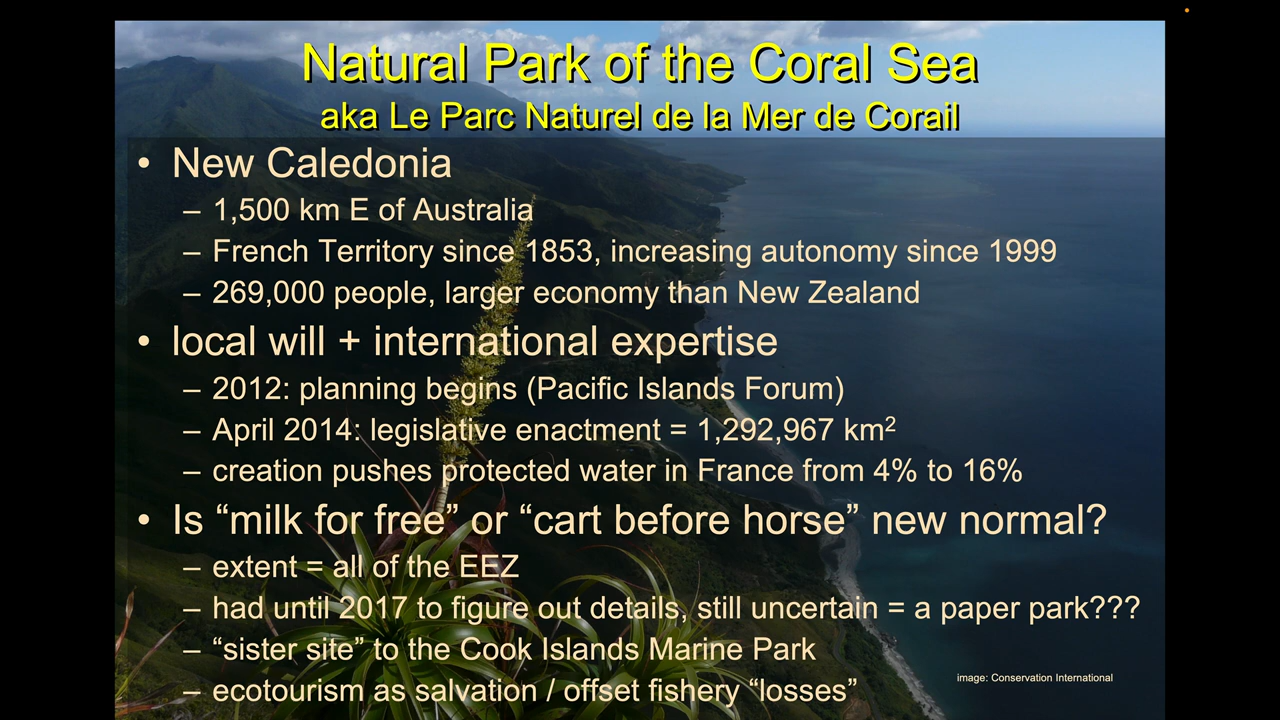 Natural Park of the Coral Sea
aka Le Parc Naturel de la Mer de Corail
• New Caledonia
– 1,500 km E of Australia
– French Territory since 1853, increasing autonomy since 1999
– 269,000 people, larger economy than New Zealand
• local will + international expertise
– 2012: planning begins (Pacific Islands Forum)
– April 2014: legislative enactment = 1,292,967 km²
– creation pushes protected water in France from 4% to 16%
• Is “milk for free” or “cart before horse” new normal?
– extent = all of the EEZ
– had until 2017 to figure out details, still uncertain = a paper park???
– “sister site” to the Cook Islands Marine Park
– ecotourism as salvation / offset fishery “losses”
image: Conservation International